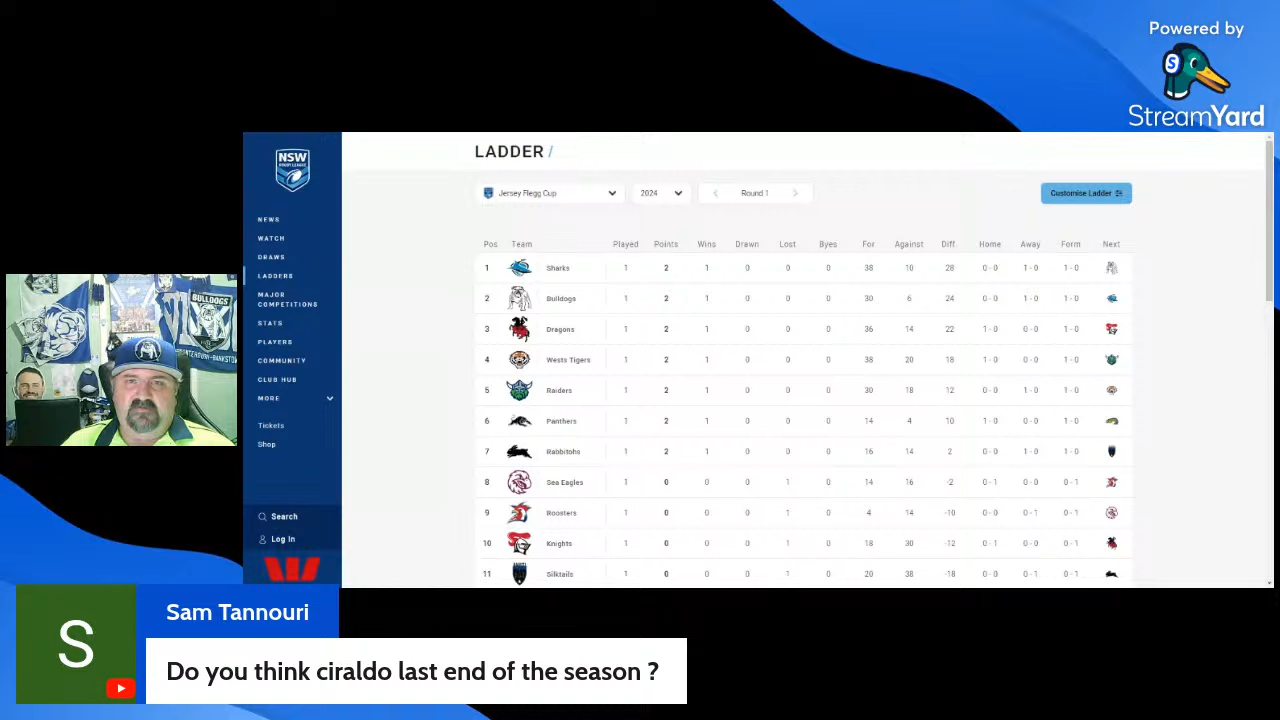 Powered by
StreamYard
NSW
RUGBY LEAGUE
NEWS
WATCH
DRAWS
LADDERS
MAJOR
COMPETITIONS
STATS
PLAYERS
COMMUNITY
CLUB HUB
MORE
Tickets
Shop
Search
Log In
LADDER /
Jersey Flegg Cup 2024 Round 1 Customise Ladder
Pos Team Played Points Wins Drawn Lost Byes For Against Diff Home Away Form Next
1 Sharks 1 2 1 0 0 0 38 10 28 0 - 0 1 - 0 1 - 0
2 Bulldogs 1 2 1 0 0 0 30 6 24 0 - 0 1 - 0 1 - 0
3 Dragons 1 2 1 0 0 0 36 14 22 1 - 0 0 - 0 1 - 0
4 Wests Tigers 1 2 1 0 0 0 38 20 18 1 - 0 0 - 0 1 - 0
5 Raiders 1 2 1 0 0 0 30 18 12 0 - 0 1 - 0 1 - 0
6 Panthers 1 2 1 0 0 0 14 4 10 1 - 0 0 - 0 1 - 0
7 Rabbitohs 1 2 1 0 0 0 16 14 2 0 - 0 1 - 0 1 - 0
8 Sea Eagles 1 0 0 0 1 0 14 16 -2 0 - 1 0 - 0 0 - 1
9 Roosters 1 0 0 0 1 0 4 14 -10 0 - 0 0 - 1 0 - 1
10 Knights 1 0 0 0 1 0 18 30 -12 0 - 1 0 - 0 0 - 1
11 Silktails 1 0 0 0 1 0 20 38 -18 0 - 0 0 - 1 0 - 1
BULLDOGS
S
Sam Tannouri
Do you think ciraldo last end of the season ?